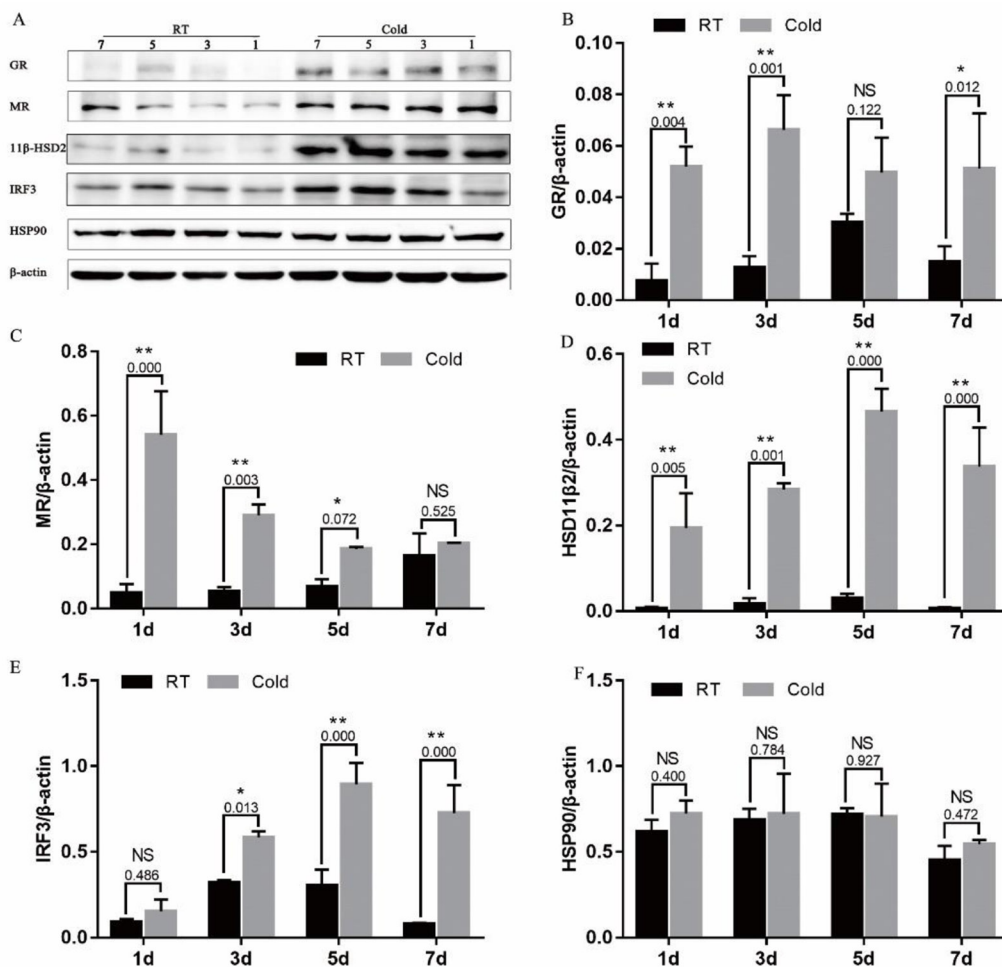 A
RT Cold
7 5 3 1 7 5 3 1
GR
MR
11β-HSD2
IRF3
HSP90
β-actin
B
RT Cold
GR/β-actin
0.10
0.08
0.06
0.04
0.02
0.00
**
0.004
**
0.001
NS
0.122
*
0.012
1d 3d 5d 7d
C
RT Cold
MR/β-actin
0.8
0.6
0.4
0.2
0.0
**
0.000
**
0.003
*
0.072
NS
0.525
1d 3d 5d 7d
D
RT
Cold
HSD11β2/β-actin
0.6
0.4
0.2
0.0
**
0.005
**
0.001
**
0.000
**
0.000
1d 3d 5d 7d
E
RT Cold
IRF3/β-actin
1.5
1.0
0.5
0.0
NS
0.486
*
0.013
**
0.000
**
0.000
1d 3d 5d 7d
F
RT Cold
HSP90/β-actin
1.5
1.0
0.5
0.0
NS
0.400
NS
0.784
NS
0.927
NS
0.472
1d 3d 5d 7d